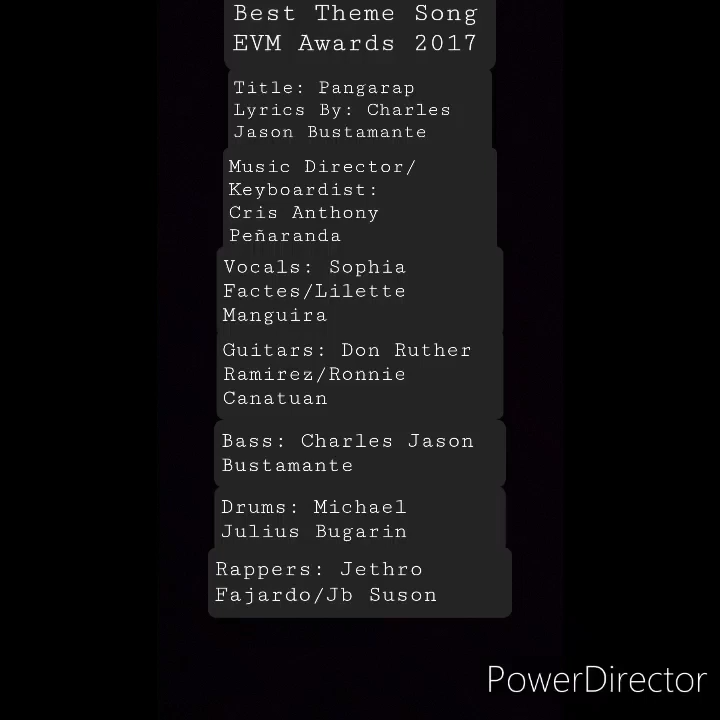 Best Theme Song
EVM Awards 2017
Title: Pangarap
Lyrics By: Charles
Jason Bustamante
Music Director/
Keyboardist:
Cris Anthony
Peñaranda
Vocals: Sophia
Factes/Lilette
Manguira
Guitars: Don Ruther
Ramirez/Ronnie
Canatuan
Bass: Charles Jason
Bustamante
Drums: Michael
Julius Bugarin
Rappers: Jethro
Fajardo/Jb Suson
PowerDirector